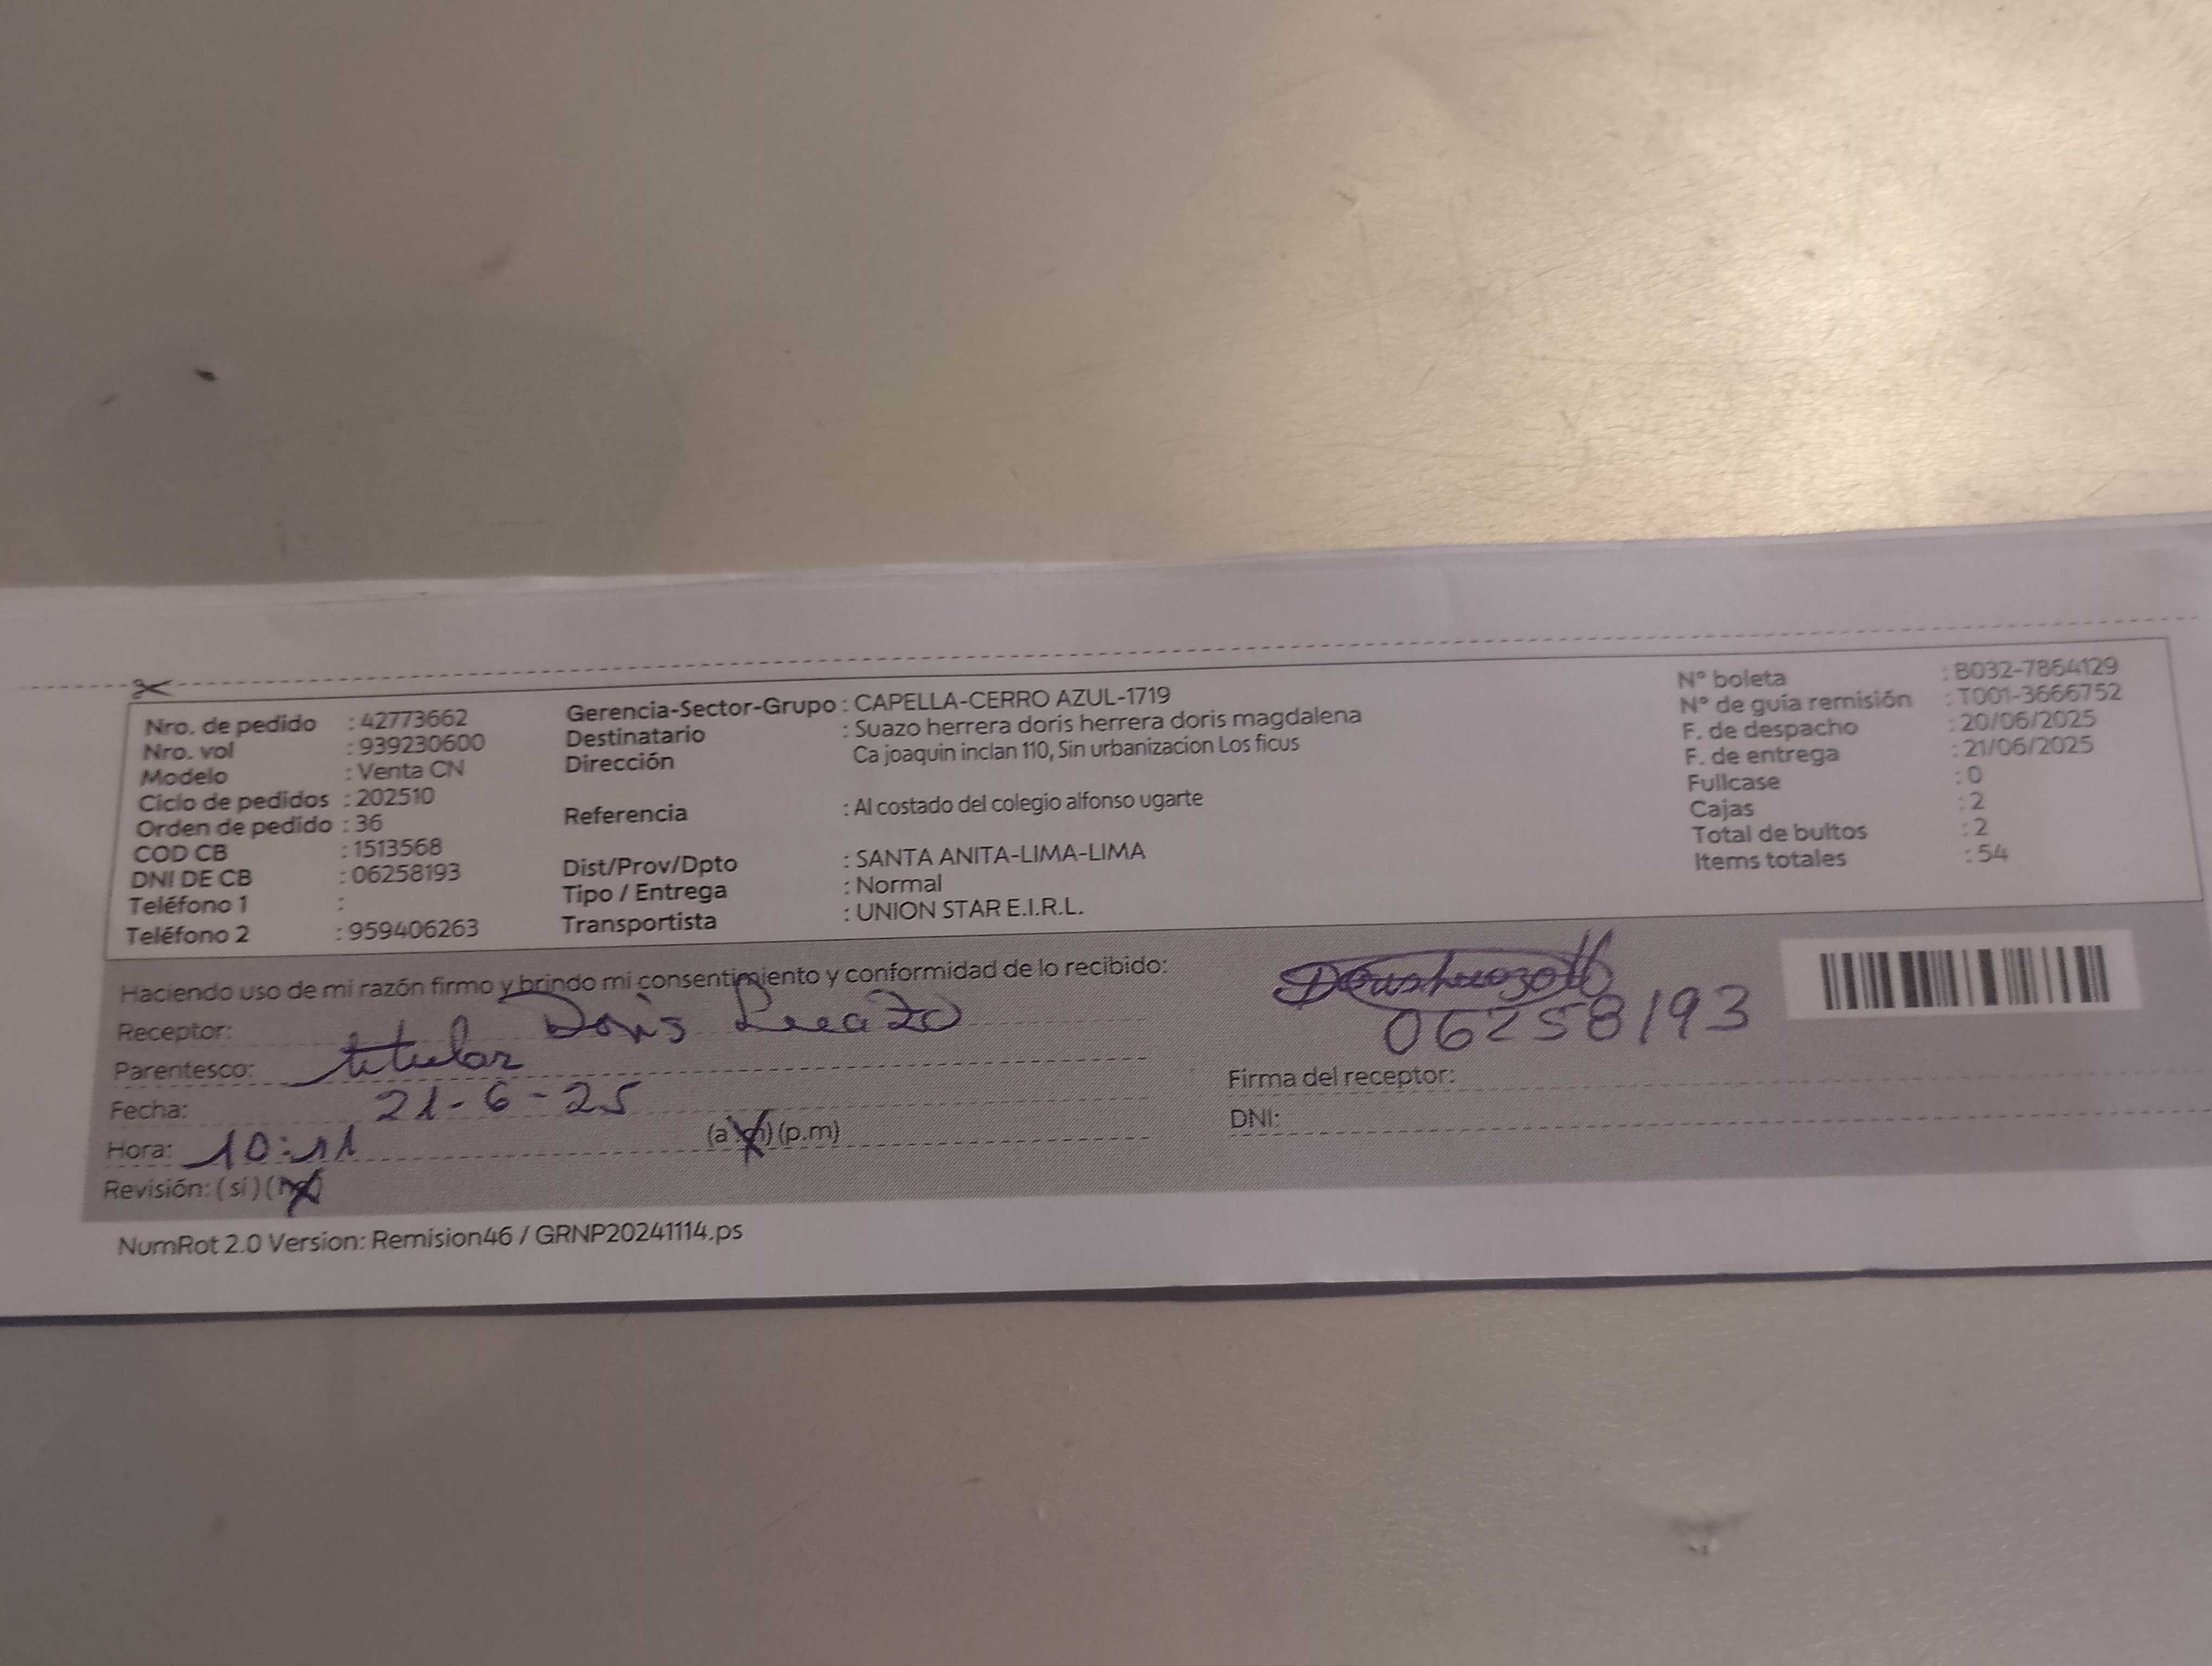 Nro. de pedido : 42773662
Nro. vol : 939230600
Modelo : Venta CN
Ciclo de pedidos : 202510
Orden de pedido : 36
COD CB : 1513568
DNI DE CB : 06258193
Teléfono 1 :
Teléfono 2 : 959406263
Gerencia-Sector-Grupo : CAPELLA-CERRO AZUL-1719
Destinatario : Suazo herrera doris herrera doris magdalena
Dirección Ca joaquin inclan 110, Sin urbanizacion Los ficus
Referencia : Al costado del colegio alfonso ugarte
Dist/Prov/Dpto : SANTA ANITA-LIMA-LIMA
Tipo / Entrega : Normal
Transportista : UNION STAR E.I.R.L.
N° boleta : B032-7864129
N° de guía remisión : T001-3666752
F. de despacho : 20/06/2025
F. de entrega : 21/06/2025
Fullcase : 0
Cajas : 2
Total de bultos : 2
Items totales : 54
Haciendo uso de mi razón firmo y brindo mi consentimiento y conformidad de lo recibido:
Receptor: Doris Suazo
Parentesco: titular
Fecha: 21-6-25
Hora: 10:11 (a.m) (p.m)
Revisión: (si) (no)
06258193
Firma del receptor:
DNI:
NumRot 2.0 Version: Remision46 / GRNP20241114.ps